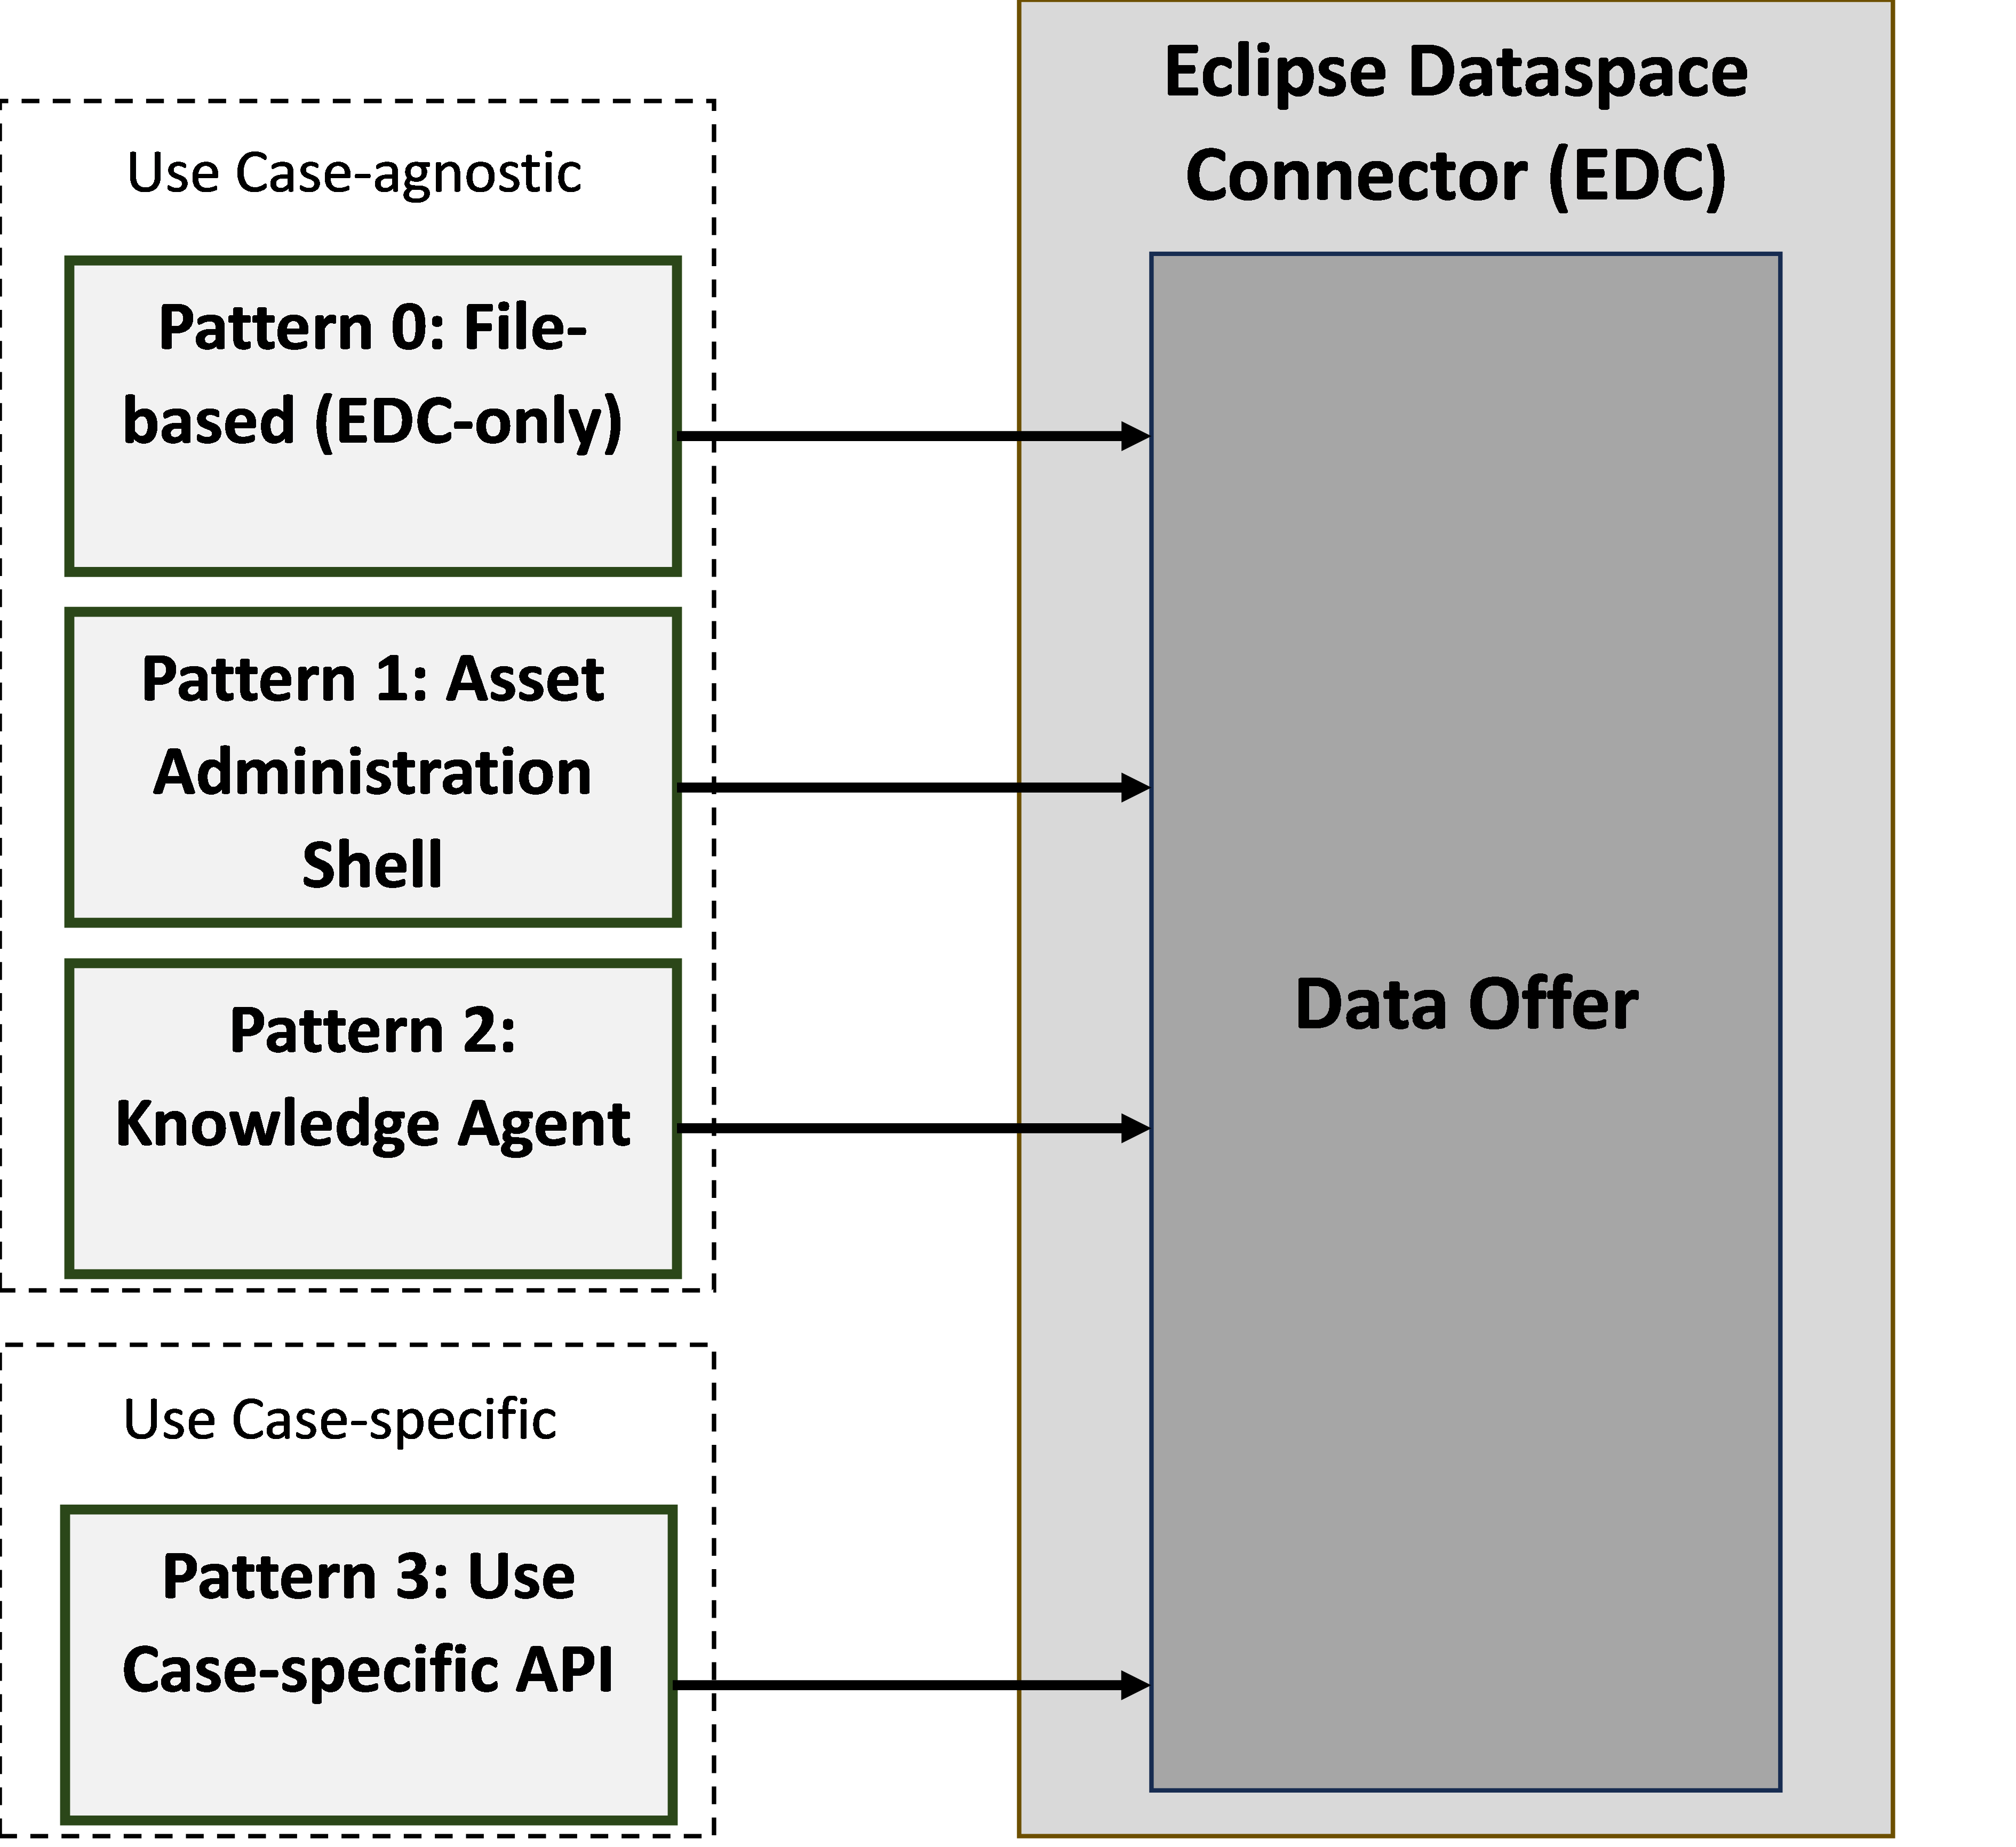 Use Case-agnostic
Pattern 0: File-
based (EDC-only)
Pattern 1: Asset
Administration
Shell
Pattern 2:
Knowledge Agent
Use Case-specific
Pattern 3: Use
Case-specific API
Eclipse Dataspace
Connector (EDC)
Data Offer